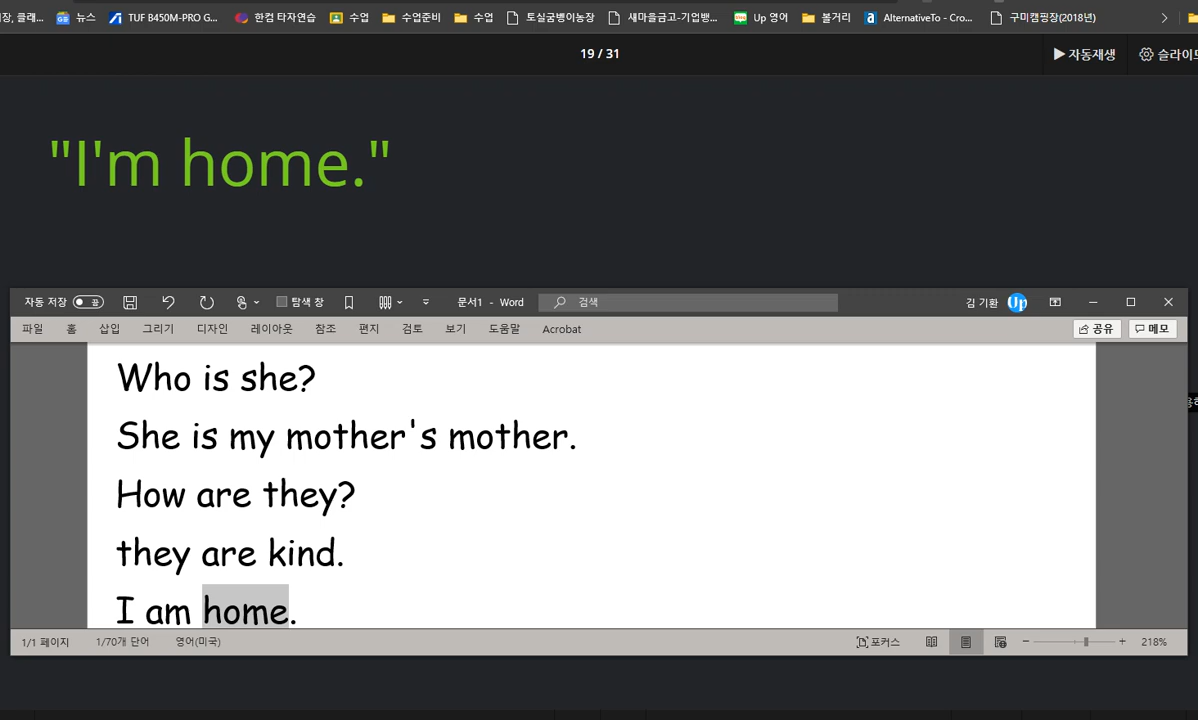 장, 클래... 뉴스 TUF B450M-PRO G... 한컴 타자연습 수업 수업준비 수업 토실굼벵이농장 새마을금고-기업뱅... Up 영어 볼거리 AlternativeTo - Cro... 구미캠핑장(2018년)
19 / 31 자동재생 슬라이드
"I'm home."
자동 저장 끔 탐색 창 문서1 - Word 검색 김 기환 Up
파일 홈 삽입 그리기 디자인 레이아웃 참조 편지 검토 보기 도움말 Acrobat 공유 메모
Who is she?
She is my mother's mother.
How are they?
they are kind.
I am home.
1/1 페이지 1/70개 단어 영어(미국) 포커스 218%